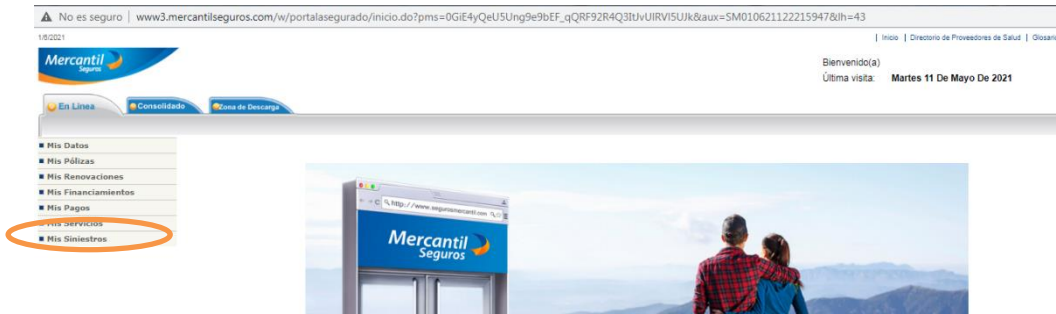 No es seguro | www3.mercantilseguros.com/w/portalasegurado/inicio.do?pms=0GiE4yQeU5Ung9e9bEF_qQRF92R4Q3ItJvUIRVI5UJk&aux=SM010621122215947&lh=43
1/6/2021
| Inicio | Directorio de Proveedores de Salud | Glosario
Mercantil
Seguros
Bienvenido(a)
Última visita: Martes 11 De Mayo De 2021
En Linea
Consolidado
Zona de Descarga
Mis Datos
Mis Pólizas
Mis Renovaciones
Mis Financiamientos
Mis Pagos
Mis Servicios
Mis Siniestros
http://www.segurosmercantil.com
Mercantil
Seguros